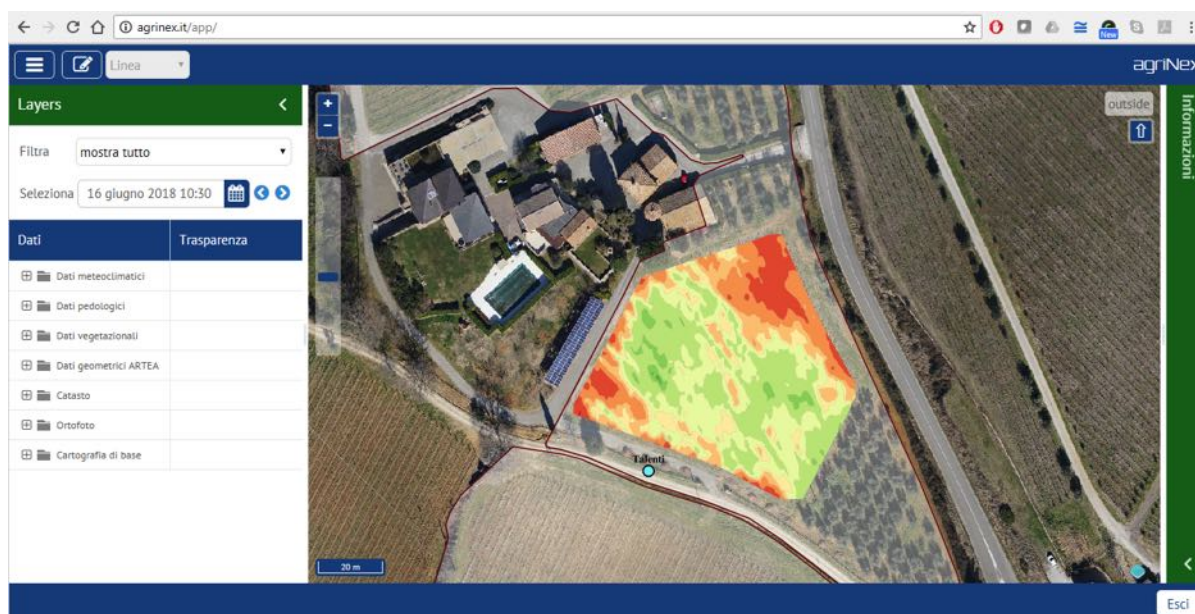 agrinex.it/app/
New
Linea
agriNex
Layers
outside
Informazioni
Filtra mostra tutto
Seleziona 16 giugno 2018 10:30
Dati Trasparenza
Dati meteoclimatici
Dati pedologici
Dati vegetazionali
Dati geometrici ARTEA
Catasto
Ortofoto
Cartografia di base
Talenti
20 m
Esci